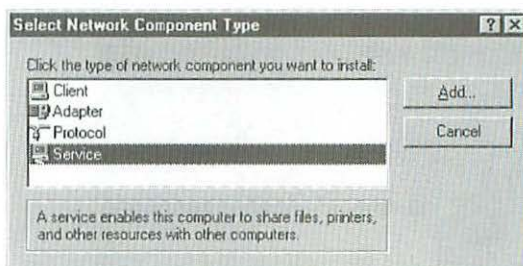 Select Network Component Type
Click the type of network component you want to install:
Client
Adapter
Protocol
Service
Add...
Cancel
A service enables this computer to share files, printers,
and other resources with other computers.